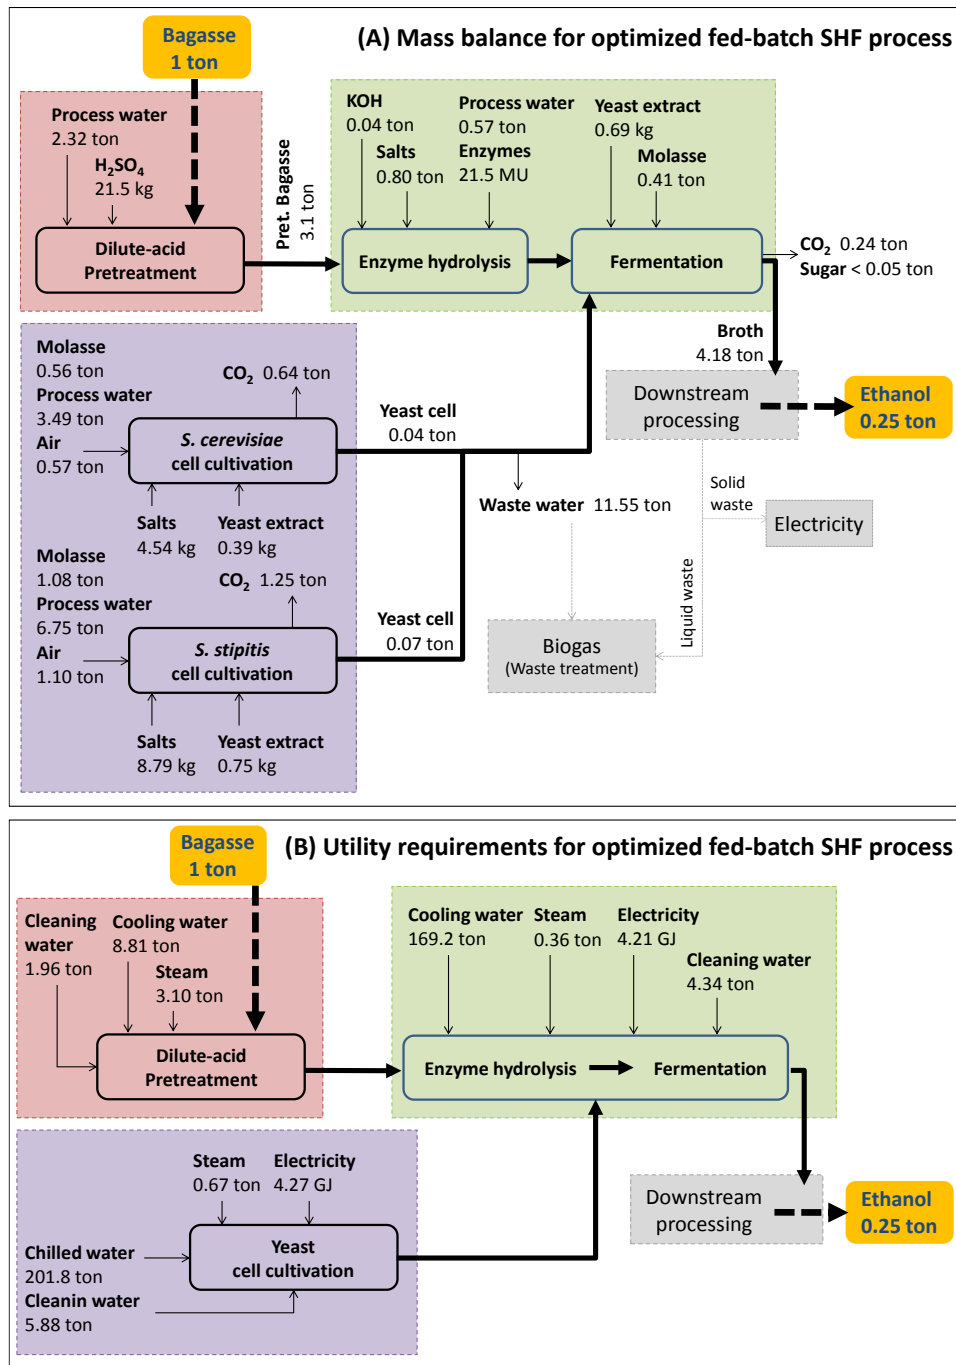 (A) Mass balance for optimized fed-batch SHF process
Bagasse
1 ton
Process water
2.32 ton
H₂SO₄
21.5 kg
Dilute-acid
Pretreatment
Pret. Bagasse
3.1 ton
KOH
0.04 ton
Salts
0.80 ton
Process water
0.57 ton
Enzymes
21.5 MU
Yeast extract
0.69 kg
Molasse
0.41 ton
Enzyme hydrolysis
Fermentation
CO₂ 0.24 ton
Sugar < 0.05 ton
Broth
4.18 ton
Downstream
processing
Ethanol
0.25 ton
Molasse
0.56 ton
Process water
3.49 ton
Air
0.57 ton
CO₂ 0.64 ton
S. cerevisiae
cell cultivation
Salts
4.54 kg
Yeast extract
0.39 kg
Yeast cell
0.04 ton
Waste water 11.55 ton
Solid
waste
Electricity
Liquid waste
Molasse
1.08 ton
Process water
6.75 ton
Air
1.10 ton
CO₂ 1.25 ton
S. stipitis
cell cultivation
Salts
8.79 kg
Yeast extract
0.75 kg
Yeast cell
0.07 ton
Biogas
(Waste treatment)
(B) Utility requirements for optimized fed-batch SHF process
Bagasse
1 ton
Cleaning
water
1.96 ton
Cooling water
8.81 ton
Steam
3.10 ton
Dilute-acid
Pretreatment
Cooling water
169.2 ton
Steam
0.36 ton
Electricity
4.21 GJ
Cleaning water
4.34 ton
Enzyme hydrolysis
Fermentation
Steam
0.67 ton
Electricity
4.27 GJ
Chilled water
201.8 ton
Cleanin water
5.88 ton
Yeast
cell cultivation
Downstream
processing
Ethanol
0.25 ton